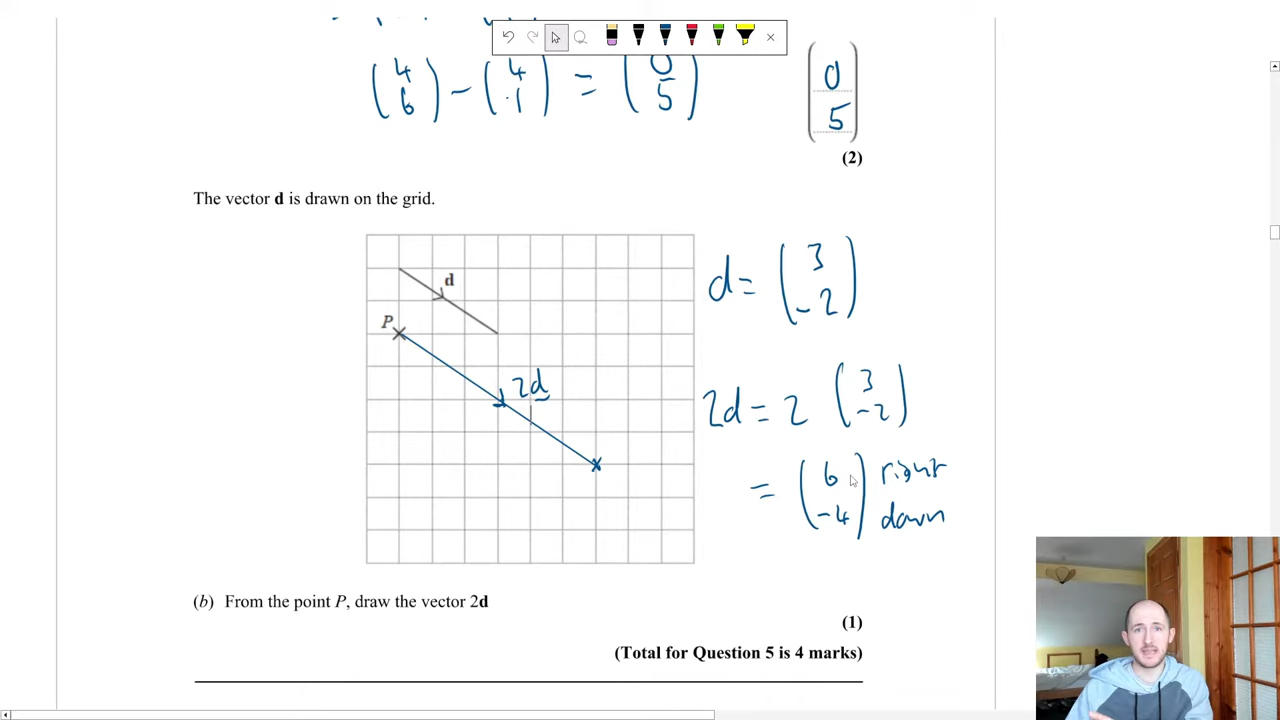 (4 6) - (4 1) = (0 5)
(0 5)
(2)
The vector d is drawn on the grid.
d
P
2d
d = (3 -2)
2d = 2 (3 -2)
= (6 -4) right down
(b) From the point P, draw the vector 2d
(1)
(Total for Question 5 is 4 marks)